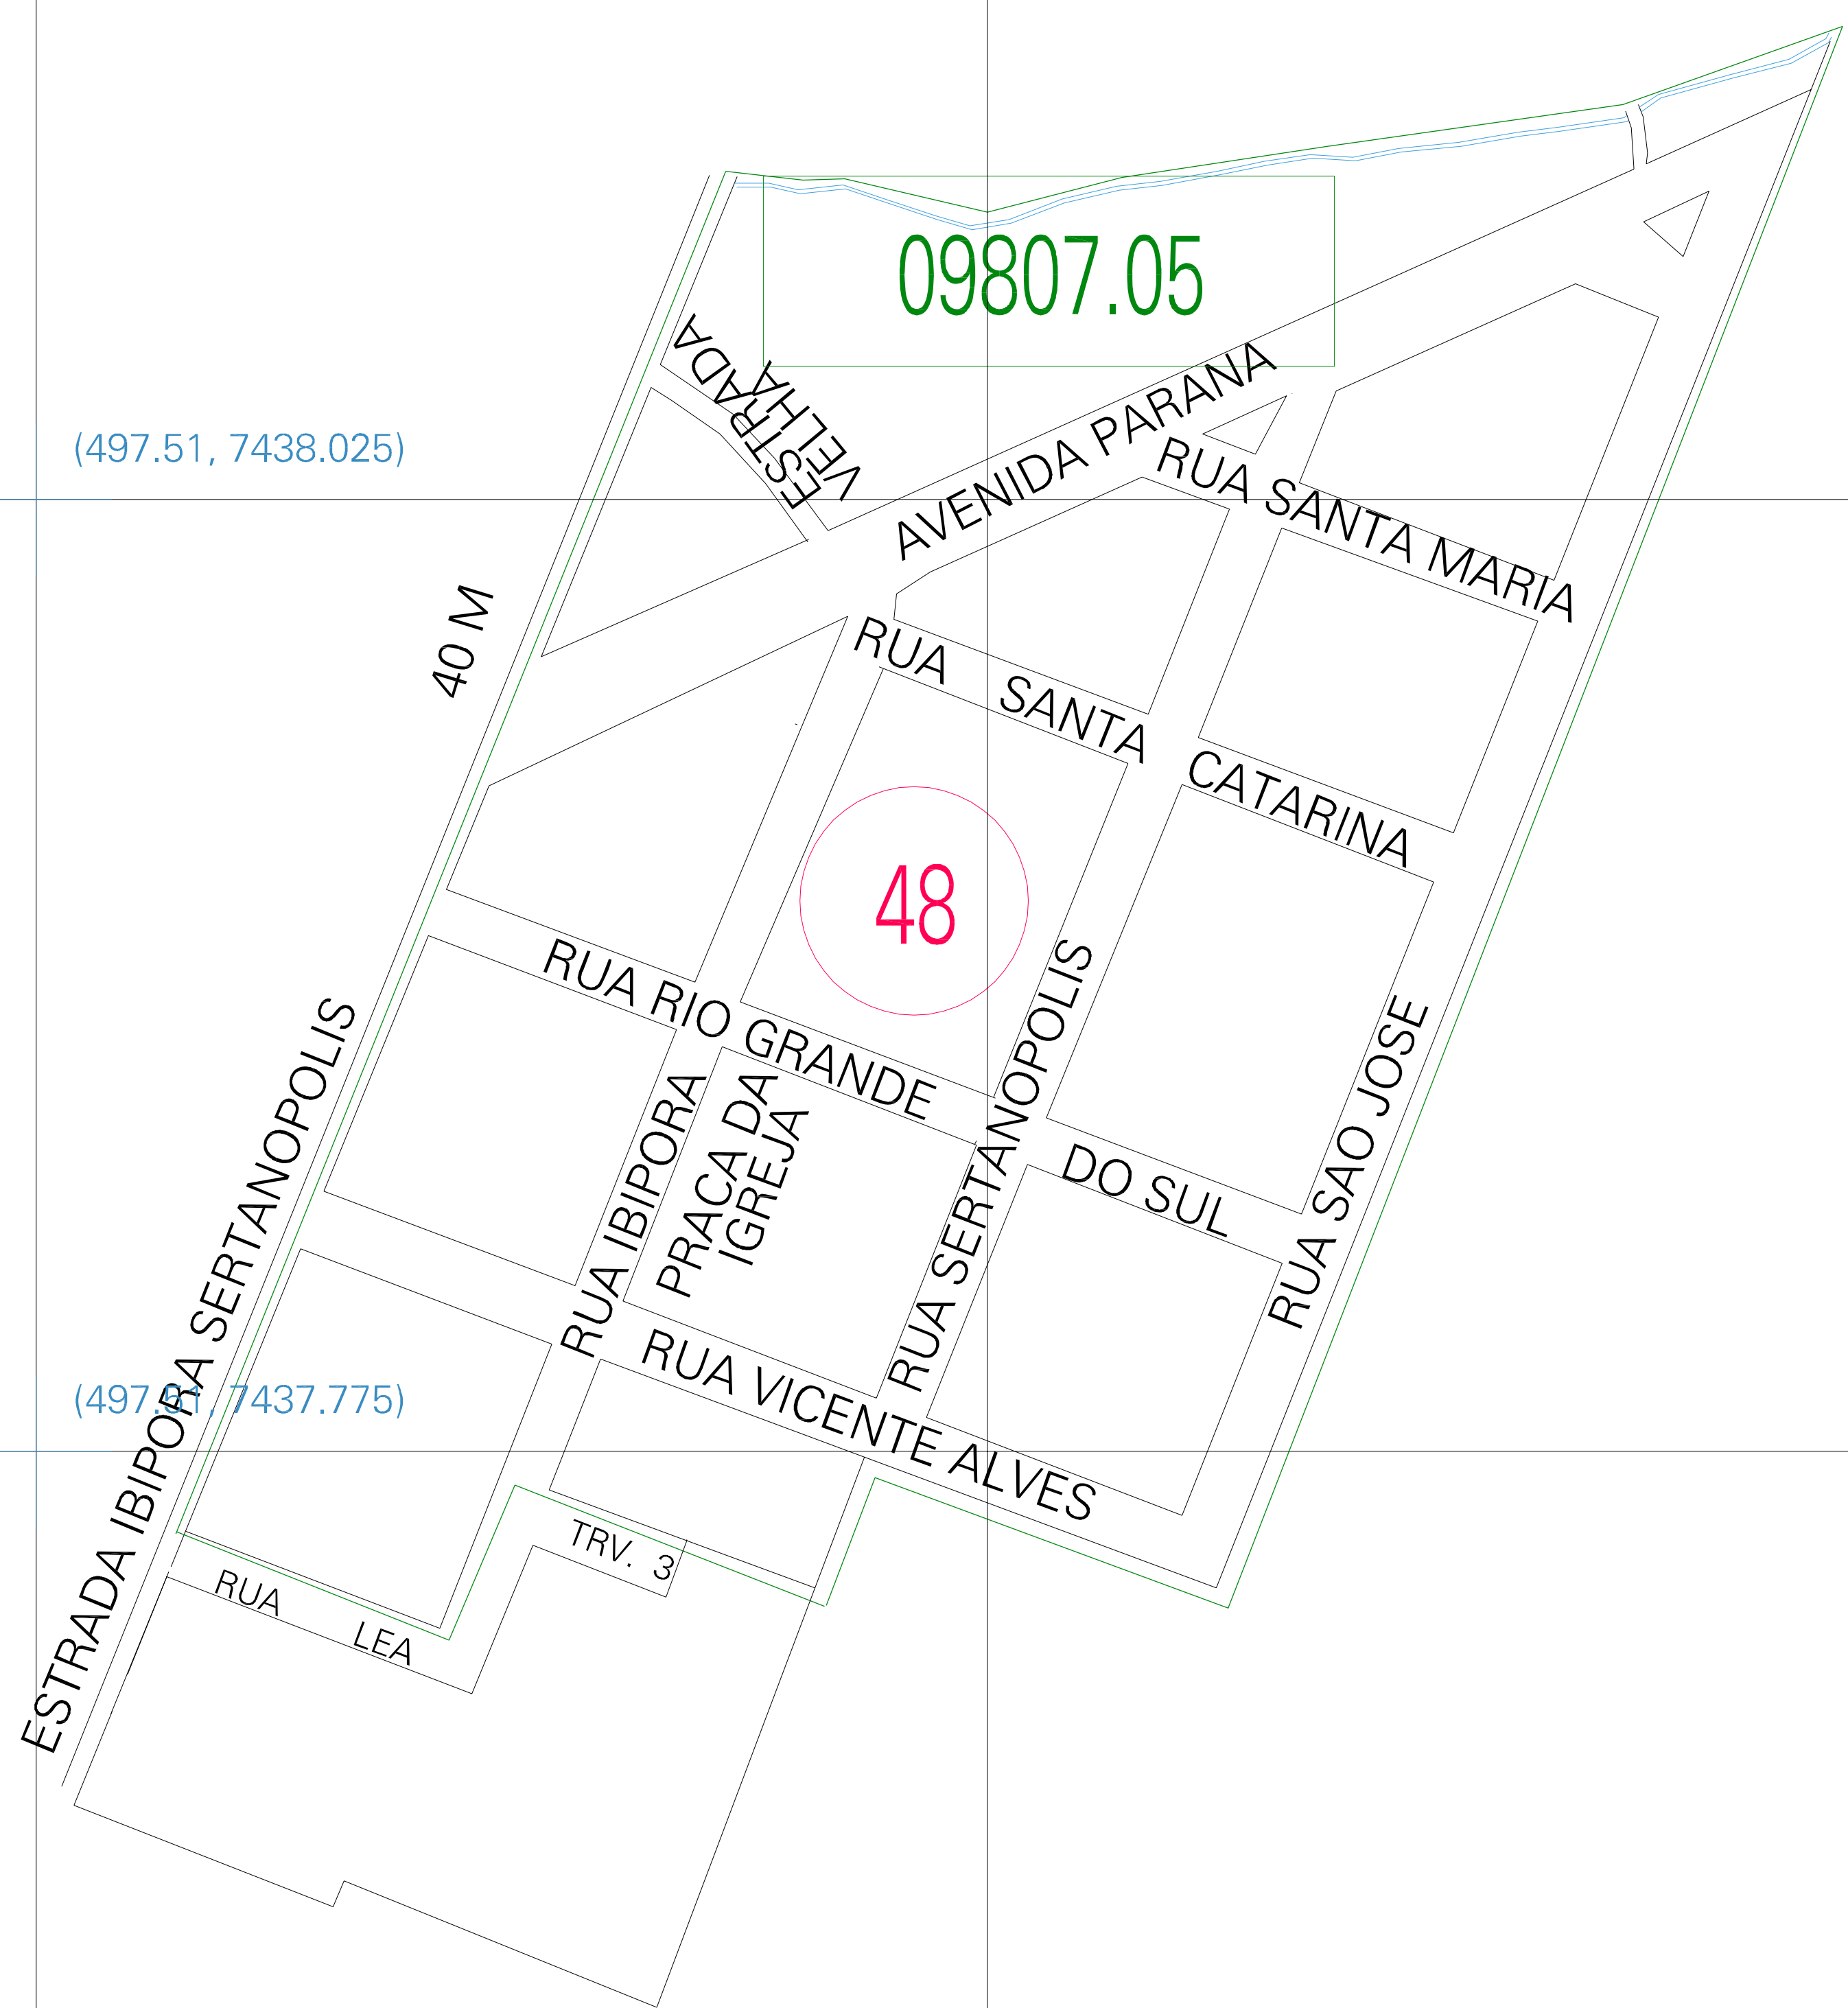 09807.05
ESTRADA
VELHA
AVENIDA PARANA
(497.51, 7438.025)
RUA SANTA MARIA
40 M
RUA SANTA CATARINA
48
RUA RIO GRANDE DO SUL
ESTRADA IBIPORA SERTANOPOLIS
RUA IBIPORA
PRACA DA
IGREJA
RUA SERTANOPOLIS
RUA SAO JOSE
RUA VICENTE ALVES
(497.51, 7437.775)
TRV. 3
RUA LEA